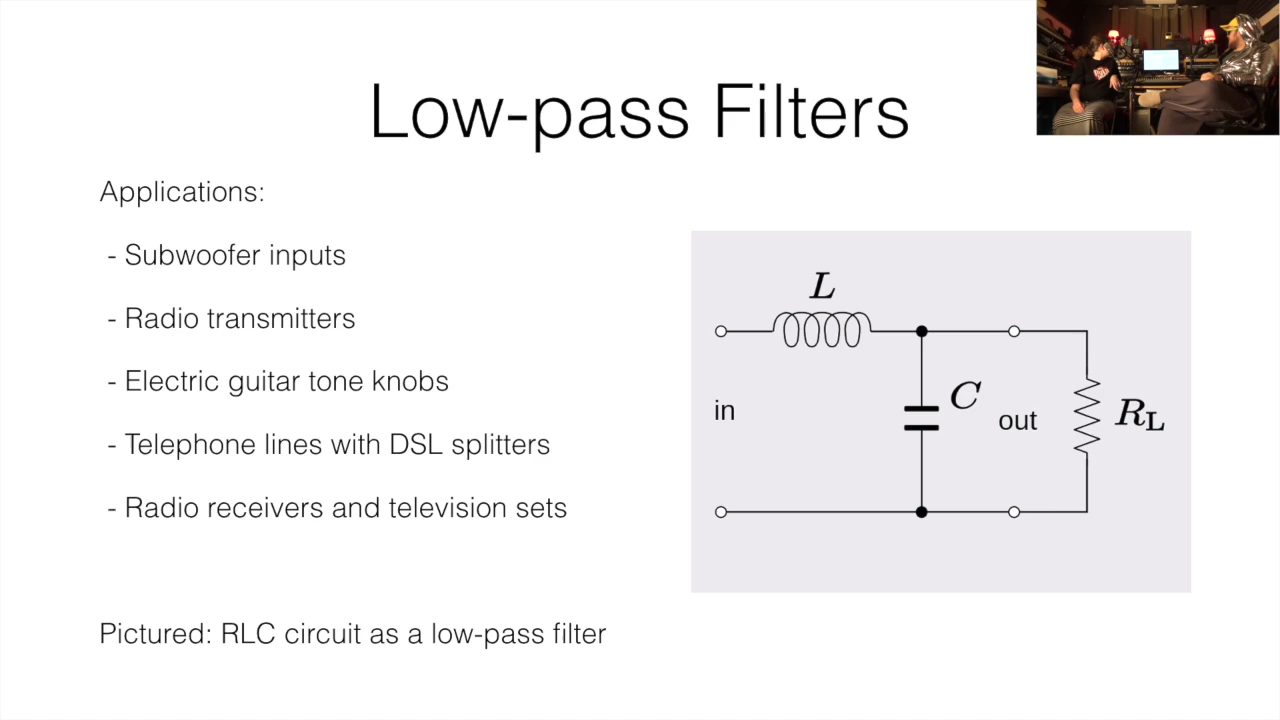 Low-pass Filters
Applications:
- Subwoofer inputs
- Radio transmitters
- Electric guitar tone knobs
- Telephone lines with DSL splitters
- Radio receivers and television sets
L
C
in
out
R_L
Pictured: RLC circuit as a low-pass filter